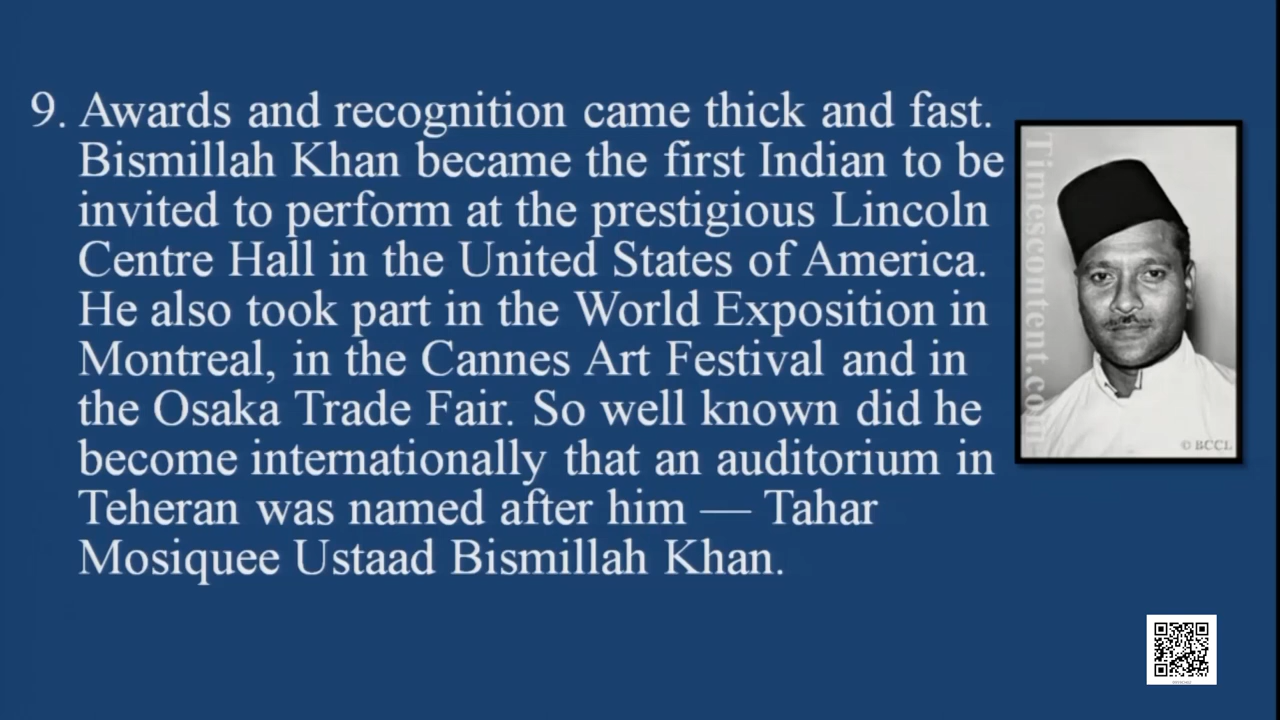 9. Awards and recognition came thick and fast.
Bismillah Khan became the first Indian to be
invited to perform at the prestigious Lincoln
Centre Hall in the United States of America.
He also took part in the World Exposition in
Montreal, in the Cannes Art Festival and in
the Osaka Trade Fair. So well known did he
become internationally that an auditorium in
Teheran was named after him — Tahar
Mosiquee Ustaad Bismillah Khan.
Timescontent.com
© BCCL